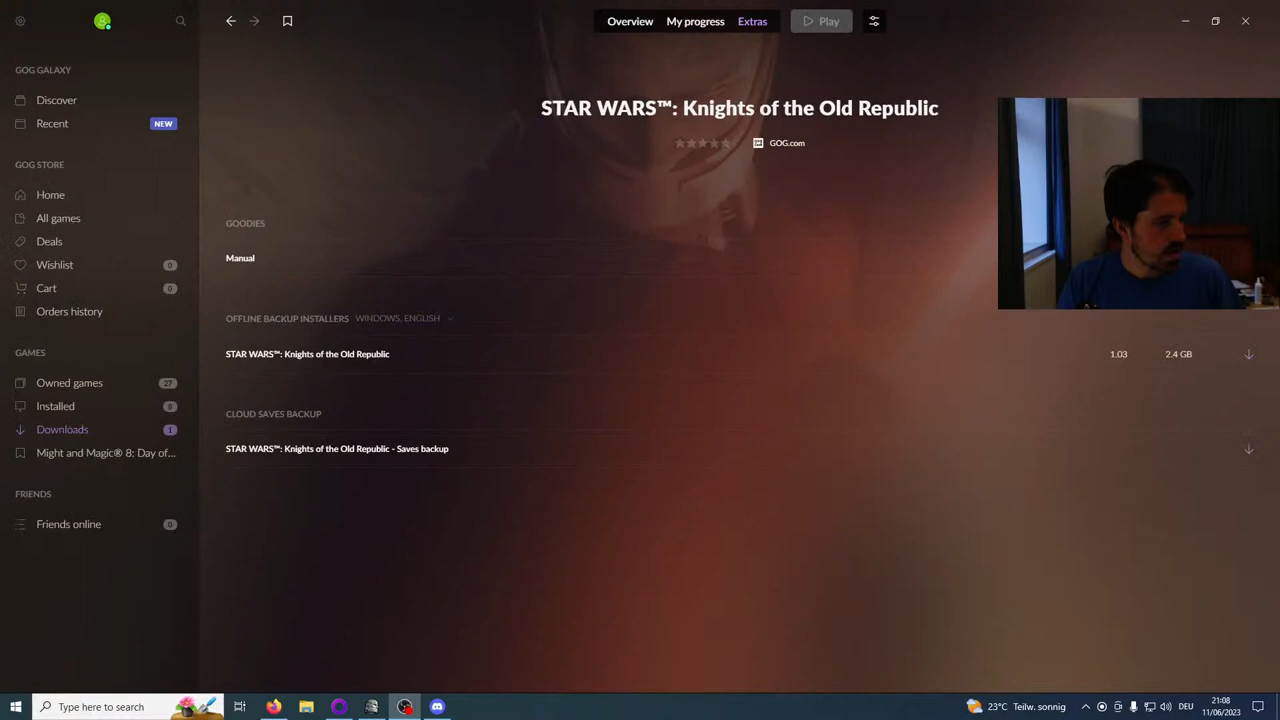 Overview My progress Extras Play
GOG GALAXY
Discover
Recent NEW
GOG STORE
Home
All games
Deals
Wishlist 0
Cart 0
Orders history
GAMES
Owned games 27
Installed 8
Downloads 1
Might and Magic® 8: Day of...
FRIENDS
Friends online 0
STAR WARS™: Knights of the Old Republic
GOG.com
GOODIES
Manual
OFFLINE BACKUP INSTALLERS WINDOWS, ENGLISH
STAR WARS™: Knights of the Old Republic 1.03 2.4 GB
CLOUD SAVES BACKUP
STAR WARS™: Knights of the Old Republic - Saves backup
Type here to search
23°C Teilw. sonnig
DEU
21:08
11/06/2023